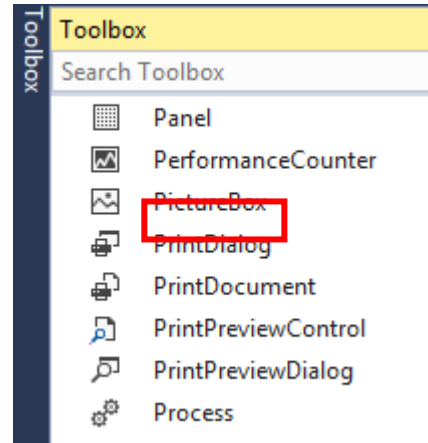 Toolbox
Toolbox
Search Toolbox
Panel
PerformanceCounter
PictureBox
PrintDialog
PrintDocument
PrintPreviewControl
PrintPreviewDialog
Process